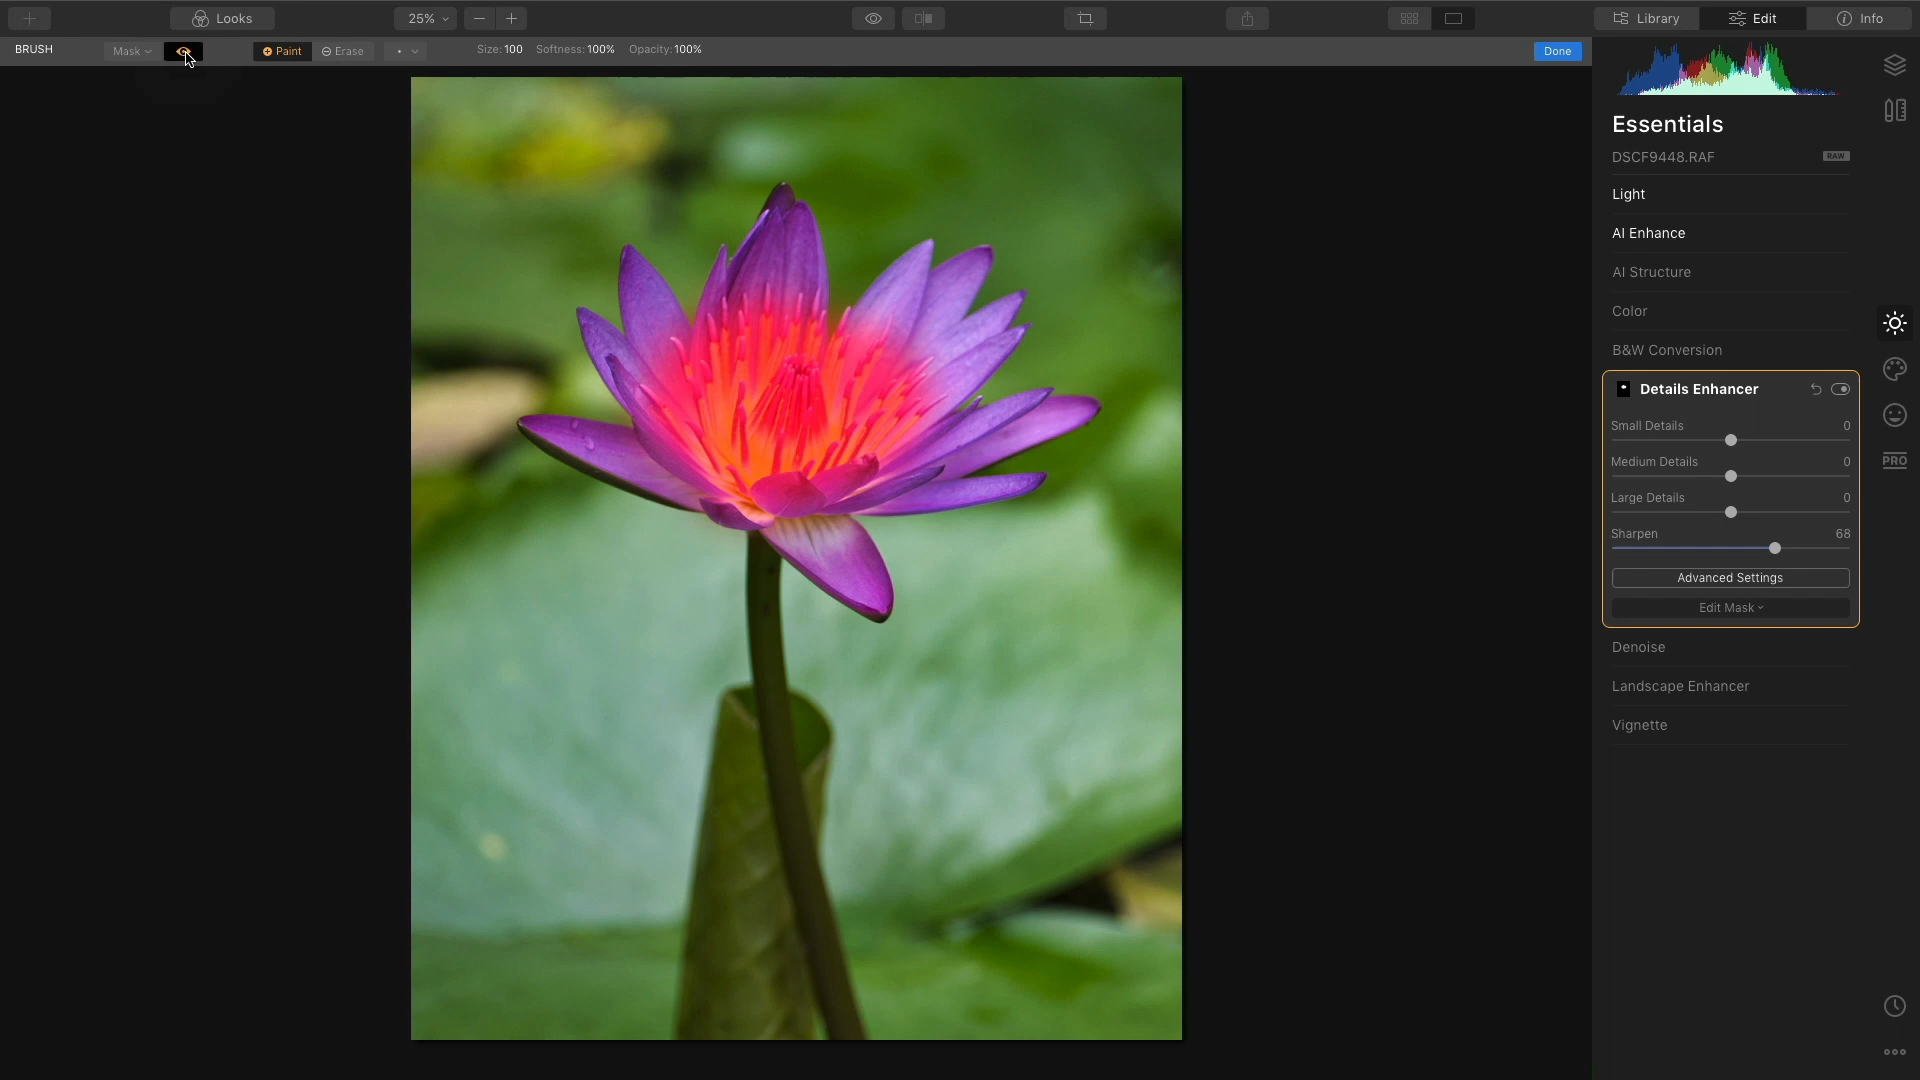 Looks
25%
Library
Edit
Info
BRUSH
Mask
Paint
Erase
Size: 100
Softness: 100%
Opacity: 100%
Done
Essentials
DSCF9448.RAF
RAW
Light
AI Enhance
AI Structure
Color
B&W Conversion
Details Enhancer
Small Details 0
Medium Details 0
Large Details 0
Sharpen 68
Advanced Settings
Edit Mask
Denoise
Landscape Enhancer
Vignette
PRO